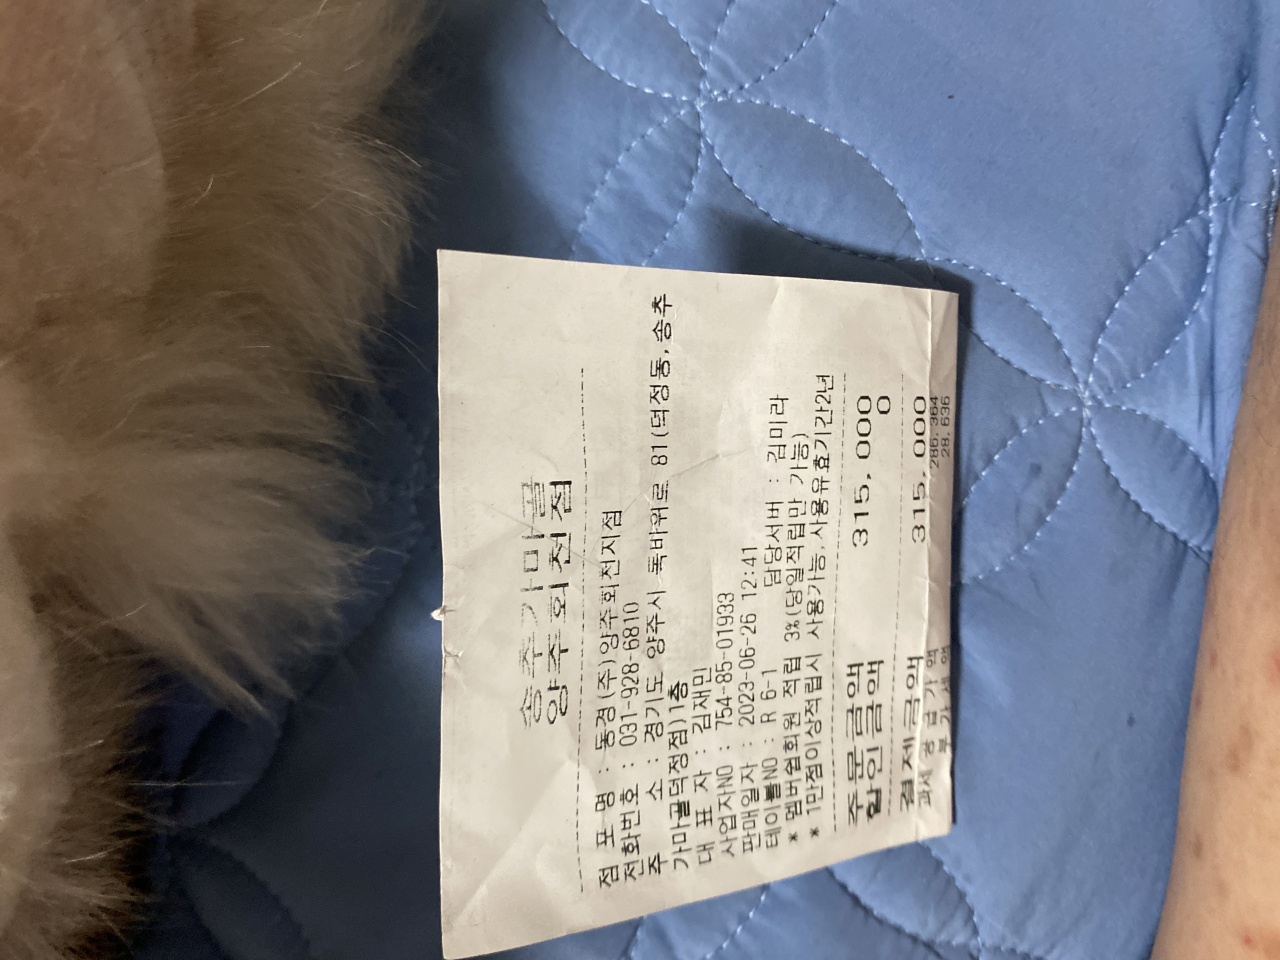 송추가마골
양주회천점
점 포 명 : 동경(주)양주회천지점
전화번호 : 031-928-6810
주 소 : 경기도 양주시 독바위로 81(덕정동,송추
가마골덕정점)1층
대 표 자 : 김재민
사업자NO : 754-85-01933
판매일자 : 2023-06-26 12:41
테이블NO : R 6-1 담당서버 : 김미라
* 멤버쉽회원 적립 3%(당일적립만 가능)
* 1만점이상적립시 사용가능,사용유효기간2년
주문금액 315,000
할인금액 0
결제금액 315,000
과세 공급가액 286,364
부 가 세 액 28,636